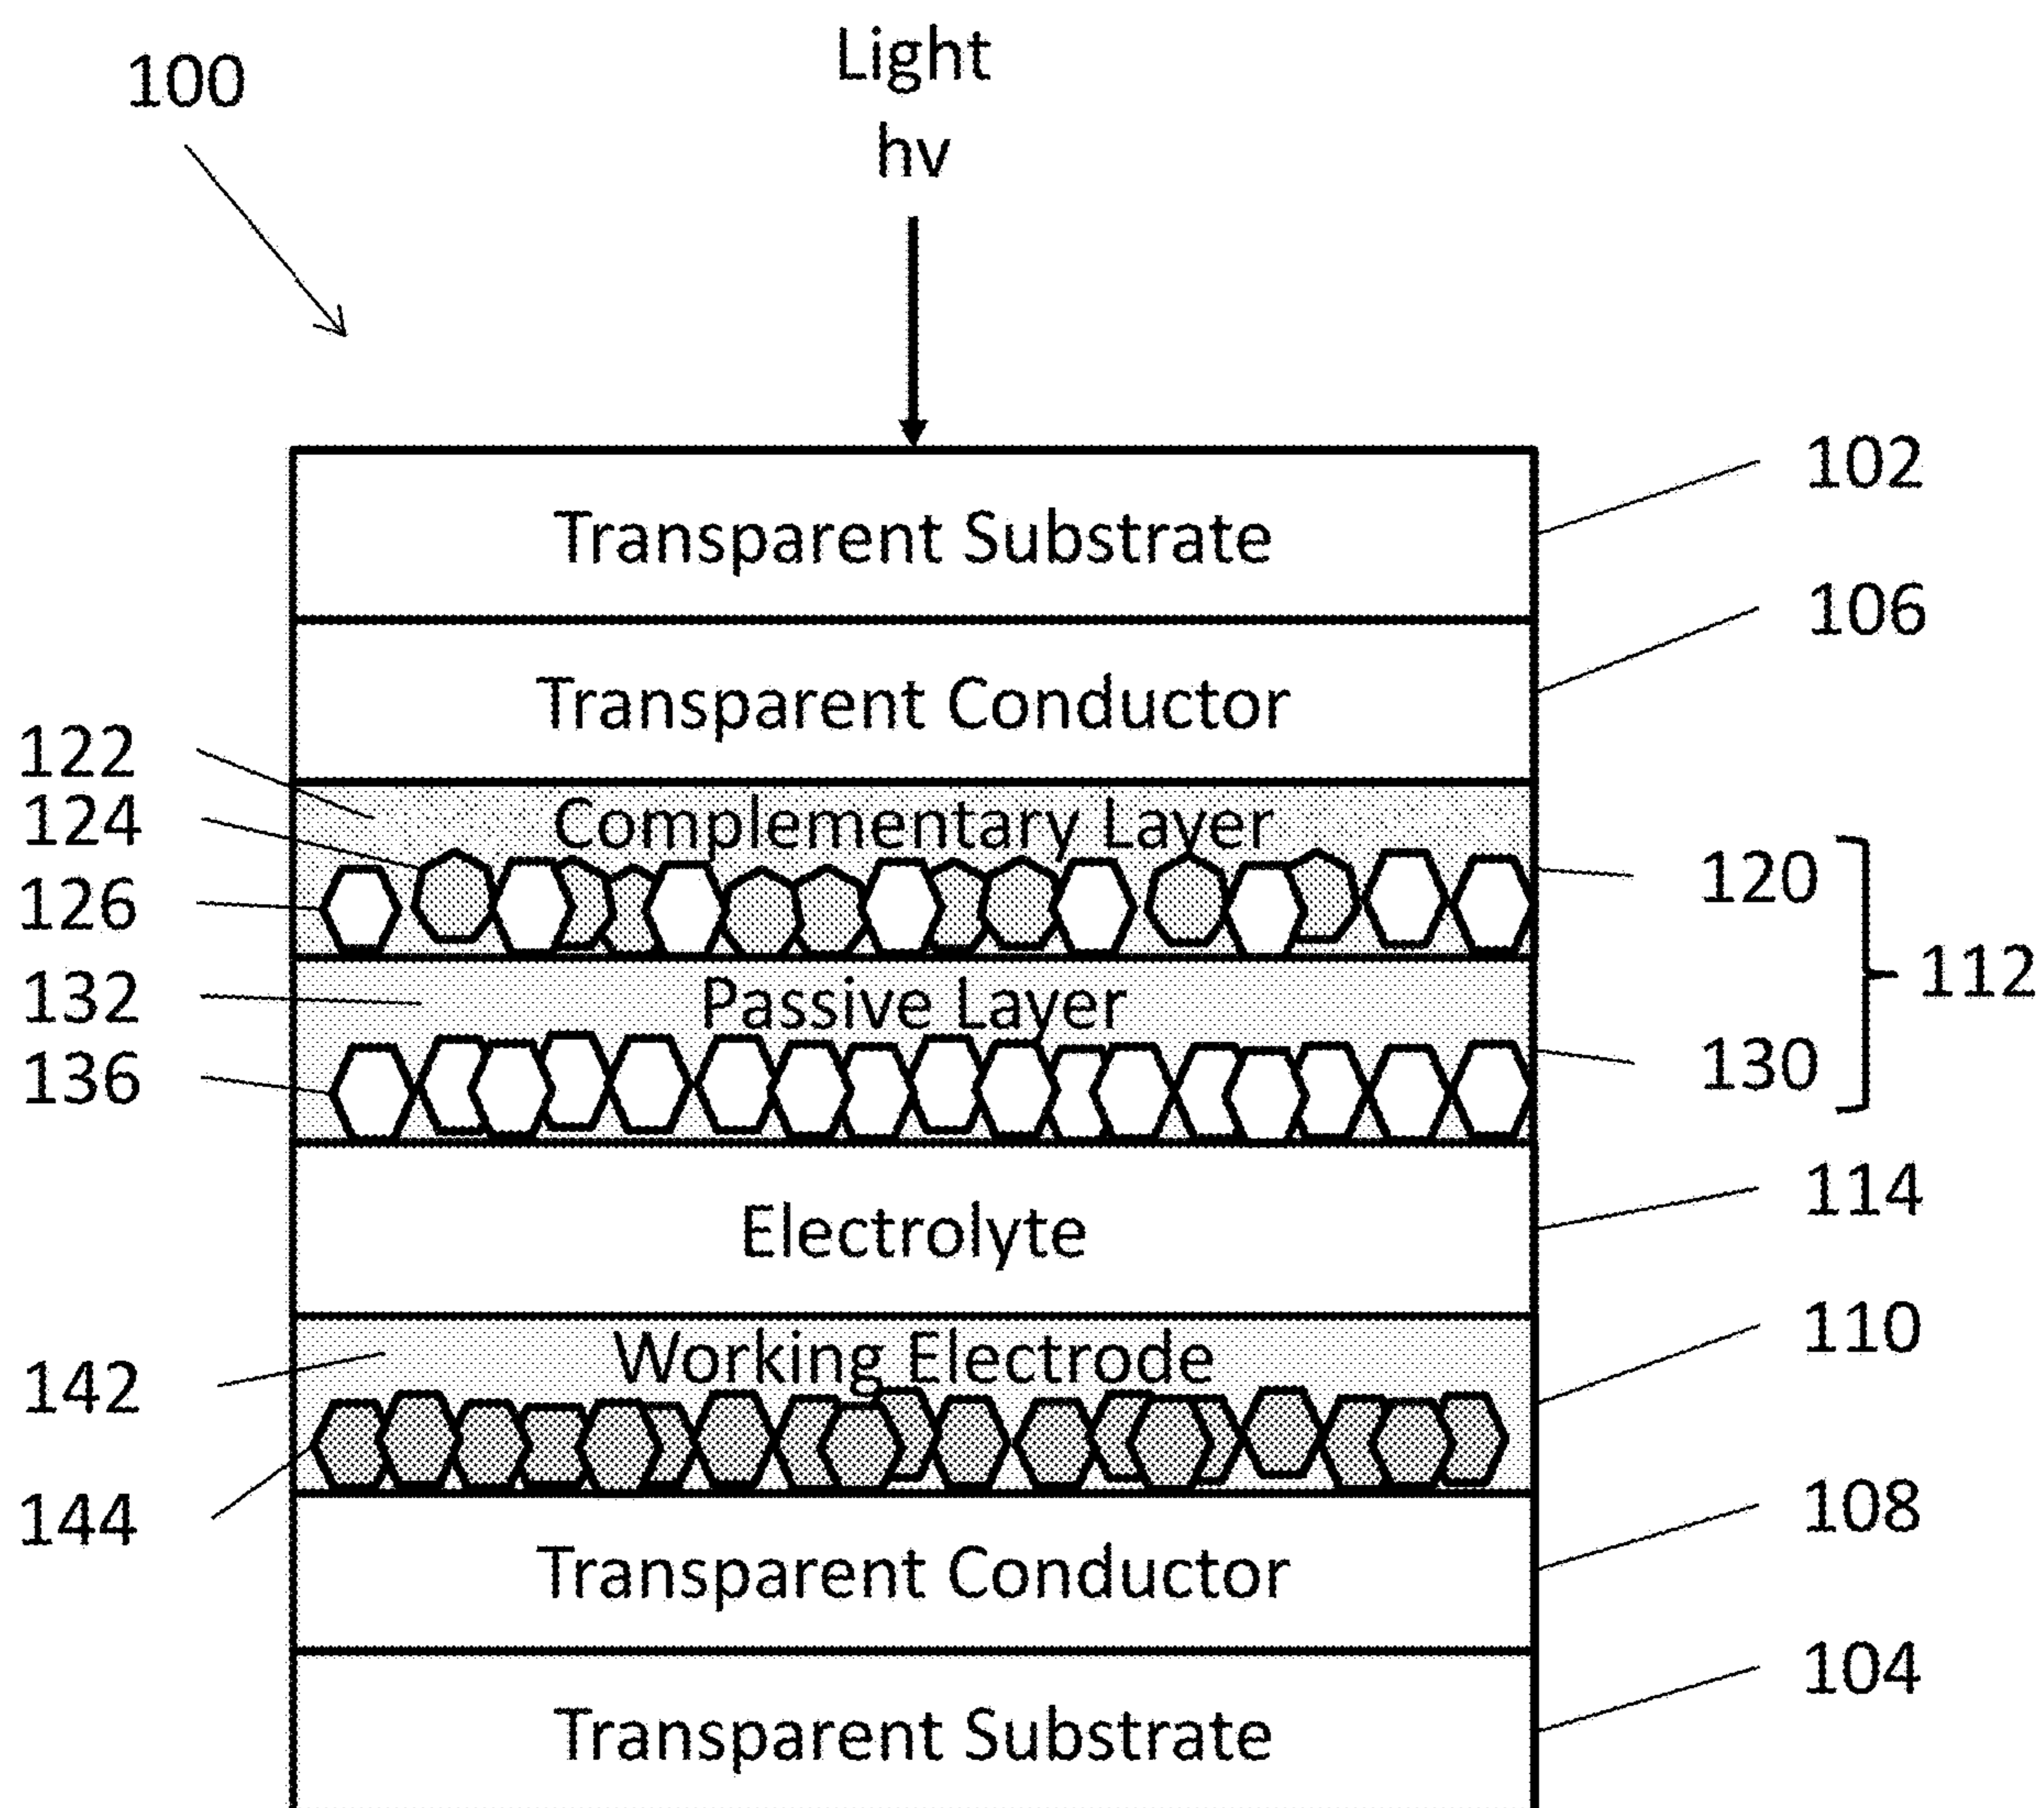 100
Light
hv
102
Transparent Substrate
106
Transparent Conductor
122
Complementary Layer
124
120
126
112
132
Passive Layer
136
130
114
Electrolyte
110
Working Electrode
142
144
108
Transparent Conductor
104
Transparent Substrate